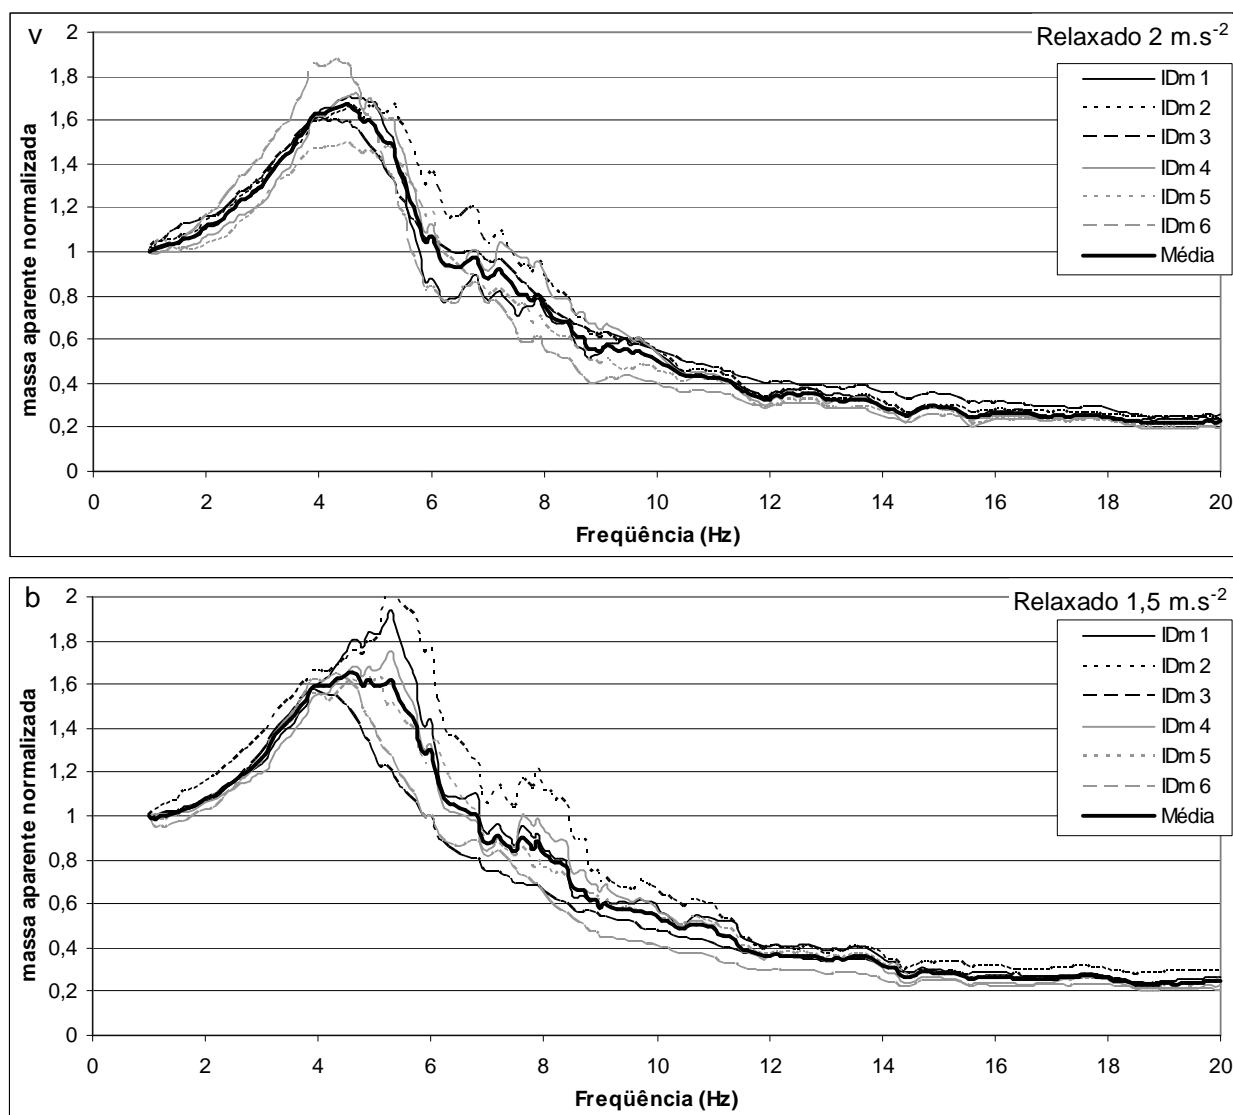 v
Relaxado 2 m.s-2
massa aparente normalizada
2
1,8
1,6
1,4
1,2
1
0,8
0,6
0,4
0,2
0
IDm 1
IDm 2
IDm 3
IDm 4
IDm 5
IDm 6
Média
0 2 4 6 8 10 12 14 16 18 20
Freqüência (Hz)
b
Relaxado 1,5 m.s-2
massa aparente normalizada
2
1,8
1,6
1,4
1,2
1
0,8
0,6
0,4
0,2
0
IDm 1
IDm 2
IDm 3
IDm 4
IDm 5
IDm 6
Média
0 2 4 6 8 10 12 14 16 18 20
Freqüência (Hz)